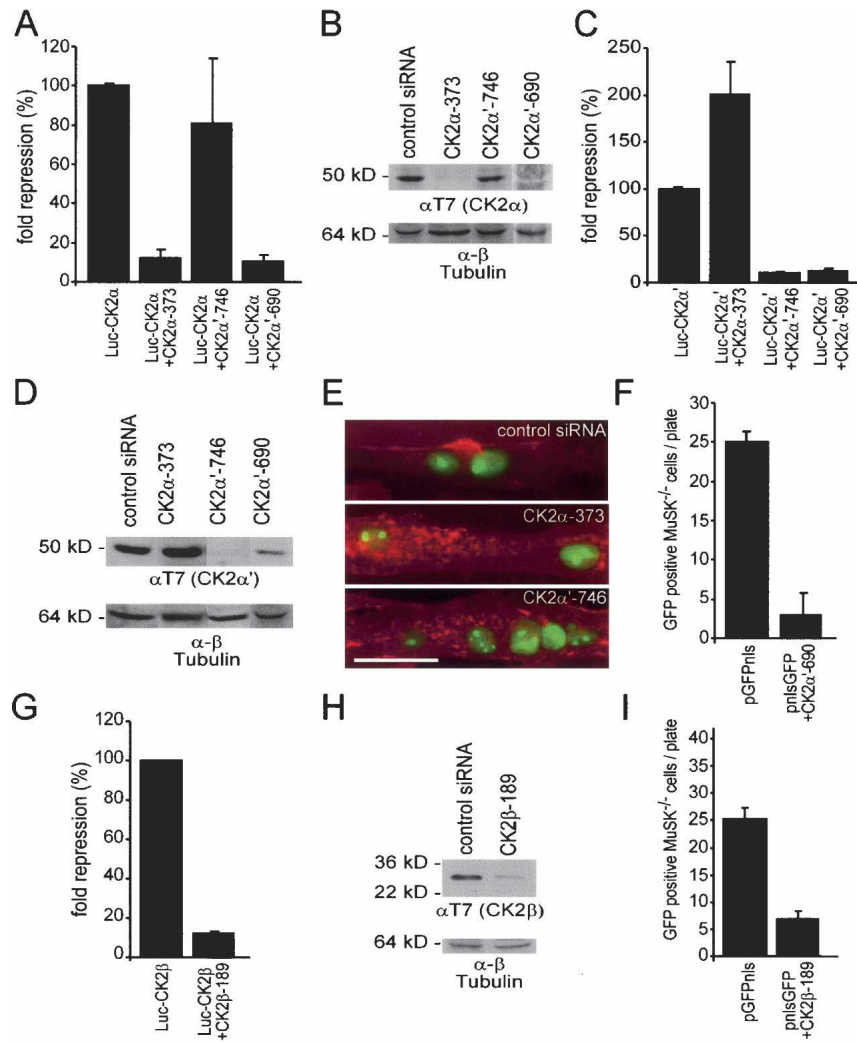 A
fold repression (%)
120
100
80
60
40
20
0
Luc-CK2α
Luc-CK2α
+CK2α-373
Luc-CK2α
+CK2α'-746
Luc-CK2α
+CK2α'-690
B
control siRNA
CK2α-373
CK2α'-746
CK2α'-690
50 kD -
αT7 (CK2α)
64 kD -
α-β
Tubulin
C
fold repression (%)
250
200
150
100
50
0
Luc-CK2α'
Luc-CK2α'
+CK2α-373
Luc-CK2α'
+CK2α'-746
Luc-CK2α'
+CK2α'-690
D
control siRNA
CK2α-373
CK2α'-746
CK2α'-690
50 kD -
αT7 (CK2α')
64 kD -
α-β
Tubulin
E
control siRNA
CK2α-373
CK2α'-746
F
GFP positive MuSK-/- cells / plate
30
25
20
15
10
5
0
pGFPnls
pnlsGFP
+CK2α'-690
G
fold repression (%)
120
100
80
60
40
20
0
Luc-CK2β
Luc-CK2β
+CK2β-189
H
control siRNA
CK2β-189
36 kD -
22 kD -
αT7 (CK2β)
64 kD -
α-β
Tubulin
I
GFP positive MuSK-/- cells / plate
40
35
30
25
20
15
10
5
0
pGFPnls
pnlsGFP
+CK2β-189